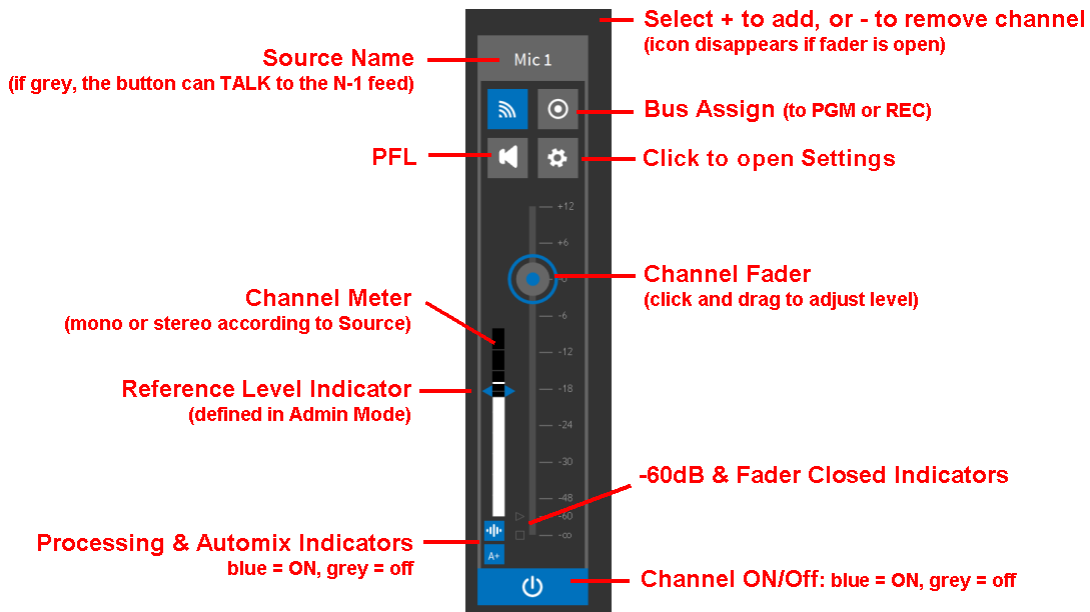 Select + to add, or - to remove channel
(icon disappears if fader is open)
Source Name
(if grey, the button can TALK to the N-1 feed)
Mic 1
Bus Assign (to PGM or REC)
PFL
Click to open Settings
+12
+6
-0
-6
-12
-18
-24
-30
-48
-60
-∞
Channel Fader
(click and drag to adjust level)
Channel Meter
(mono or stereo according to Source)
Reference Level Indicator
(defined in Admin Mode)
-60dB & Fader Closed Indicators
Processing & Automix Indicators
blue = ON, grey = off
A+
Channel ON/Off: blue = ON, grey = off